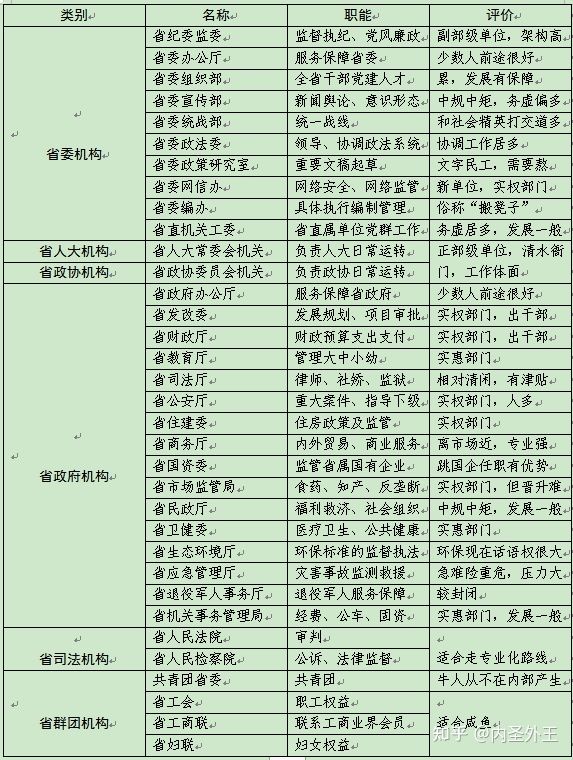 类别 名称 职能 评价
省纪委监委 监督执纪、党风廉政 副部级单位，架构高
省委办公厅 服务保障省委 少数人前途很好
省委组织部 全省干部党建人才 累，发展有保障
省委宣传部 新闻舆论、意识形态 中规中矩，务虚偏多
省委统战部 统一战线 和社会精英打交道多
省委政法委 领导、协调政法系统 协调工作居多
省委机构
省委政策研究室 重要文稿起草 文字民工，需要熬
省委网信办 网络安全、网络监管 新单位，实权部门
省委编办 具体执行编制管理 俗称“搬凳子”
省直机关工委 省直属单位党群工作 务虚居多，发展一般
省人大机构 省人大常委会机关 负责人大日常运转 正部级单位，清水衙
省政协机构 省政协委员会机关 负责政协日常运转 门，工作体面
省政府办公厅 服务保障省政府 少数人前途很好
省发改委 发展规划、项目审批 实权部门，出干部
省财政厅 财政预算支出支付 实权部门，出干部
省教育厅 管理大中小幼 实惠部门
省司法厅 律师、社矫、监狱 相对清闲，有津贴
省公安厅 重大案件、指导下级 实权部门，人多
省住建委 住房政策及监管 实权部门
省商务厅 内外贸易、商业服务 离市场近，专业强
省国资委 监管省属国有企业 跳国企任职有优势
省政府机构
省市场监管局 食药、知产、反垄断 实权部门，但晋升难
省民政厅 福利救济、社会组织 中规中矩，发展一般
省卫健委 医疗卫生、公共健康 实惠部门
省生态环境厅 环保标准的监督执法 环保现在话语权很大
省应急管理厅 灾害事故监测救援 急难险重危，压力大
省退役军人事务厅 退役军人服务保障 较封闭
省机关事务管理局 经费、公车、国资 实惠部门，发展一般
省人民法院 审判
省司法机构 省人民检察院 公诉、法律监督 适合走专业化路线
共青团省委 共青团 牛人从不在内部产生
省工会 职工权益
省群团机构 省工商联 联系工商业界会员 适合咸鱼
省妇联 妇女权益
知乎 @内圣外王